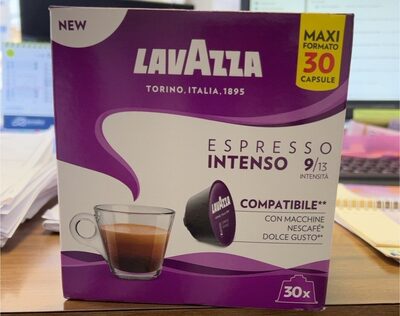 NEW
LAVAZZA
TORINO, ITALIA, 1895
MAXI
FORMATO
30
CAPSULE
ESPRESSO
INTENSO 9/13
INTENSITÀ
COMPATIBILE**
CON MACCHINE
NESCAFÉ*
DOLCE GUSTO*
30x